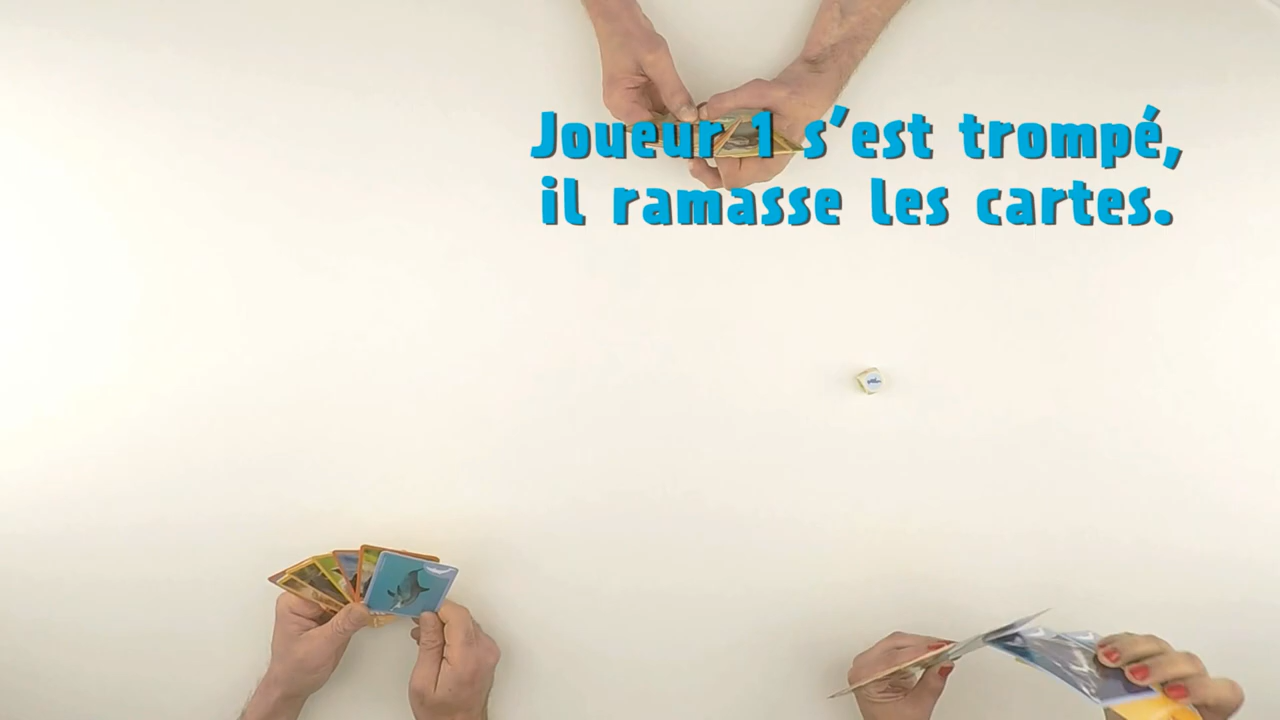 Joueur 1 s'est trompé,
il ramasse les cartes.